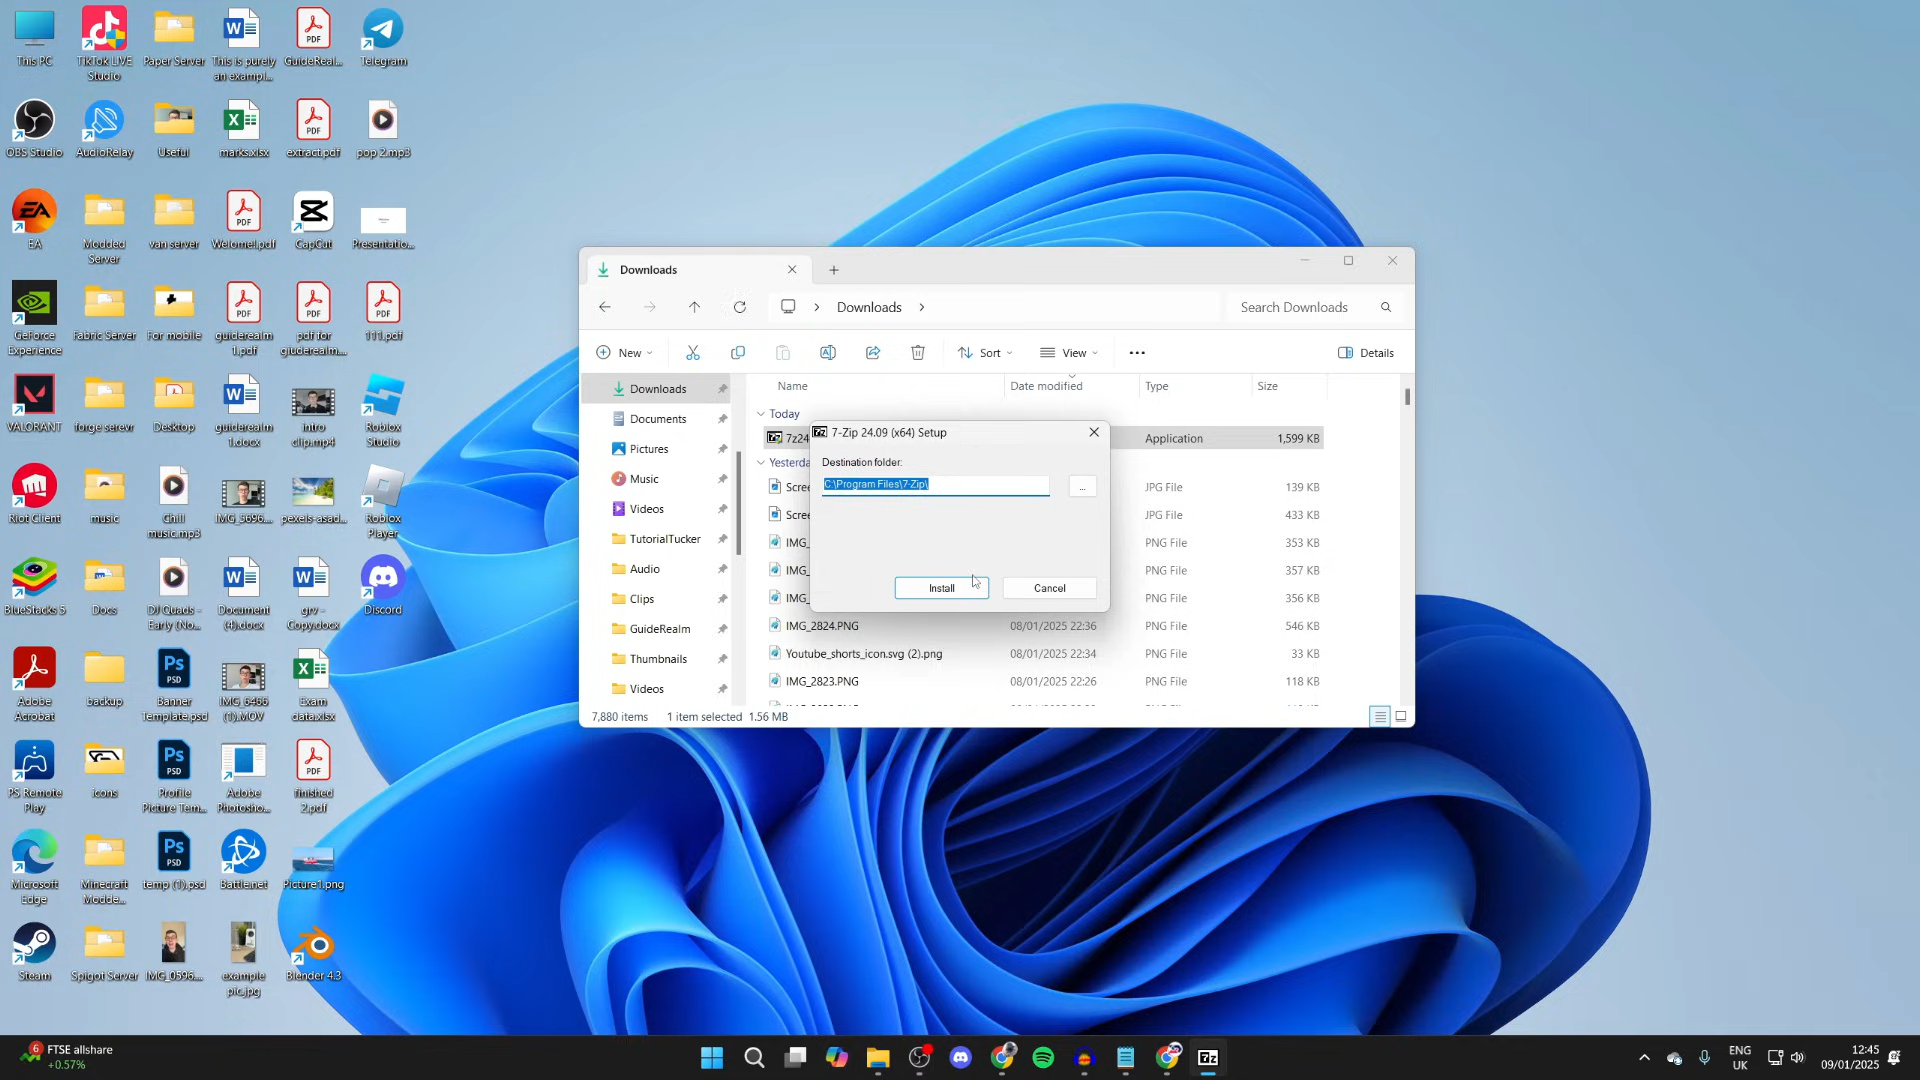 This PC
TikTok LIVE
Studio
Paper Server
This is purely
an exampl...
GuideReal...
Telegram
OBS Studio
AudioRelay
Useful
marks.xlsx
extract.pdf
pop 2.mp3
EA
Modded
Server
van server
Welome!.pdf
CapCut
Presentatio...
GeForce
Experience
Fabric Server
For mobile
guiderealm
1.pdf
pdf for
giuderealm...
111.pdf
VALORANT
forge serevr
Desktop
guiderealm
1.docx
intro
clip.mp4
Roblox
Studio
Riot Client
music
Chill
music.mp3
IMG_5696...
pexels-asad...
Roblox
Player
BlueStacks 5
Docs
DJ Quads -
Early (No...
Document
(4).docx
grv -
Copy.docx
Discord
Adobe
Acrobat
backup
Banner
Template.psd
IMG_6466
(1).MOV
Exam
data.xlsx
PS Remote
Play
icons
Profile
Picture Tem...
Adobe
Photosho...
finished
2.pdf
Microsoft
Edge
Minecraft
Modde...
temp (1).psd
Battle.net
Picture1.png
Steam
Spigot Server
IMG_0596....
example
pic.jpg
Blender 4.3
Downloads
Downloads
Search Downloads
New
Sort
View
Details
Downloads
Documents
Pictures
Music
Videos
TutorialTucker
Audio
Clips
GuideRealm
Thumbnails
Videos
Name
Date modified
Type
Size
Today
7z24
Application
1,599 KB
Yesterda
Scree
JPG File
139 KB
Scree
JPG File
433 KB
IMG_
PNG File
353 KB
IMG_
PNG File
357 KB
IMG_
PNG File
356 KB
IMG_2824.PNG
08/01/2025 22:36
PNG File
546 KB
Youtube_shorts_icon.svg (2).png
08/01/2025 22:34
PNG File
33 KB
IMG_2823.PNG
08/01/2025 22:26
PNG File
118 KB
7,880 items
1 item selected 1.56 MB
7-Zip 24.09 (x64) Setup
Destination folder:
C:\Program Files\7-Zip\
...
Install
Cancel
6
FTSE allshare
+0.57%
ENG
UK
12:45
09/01/2025